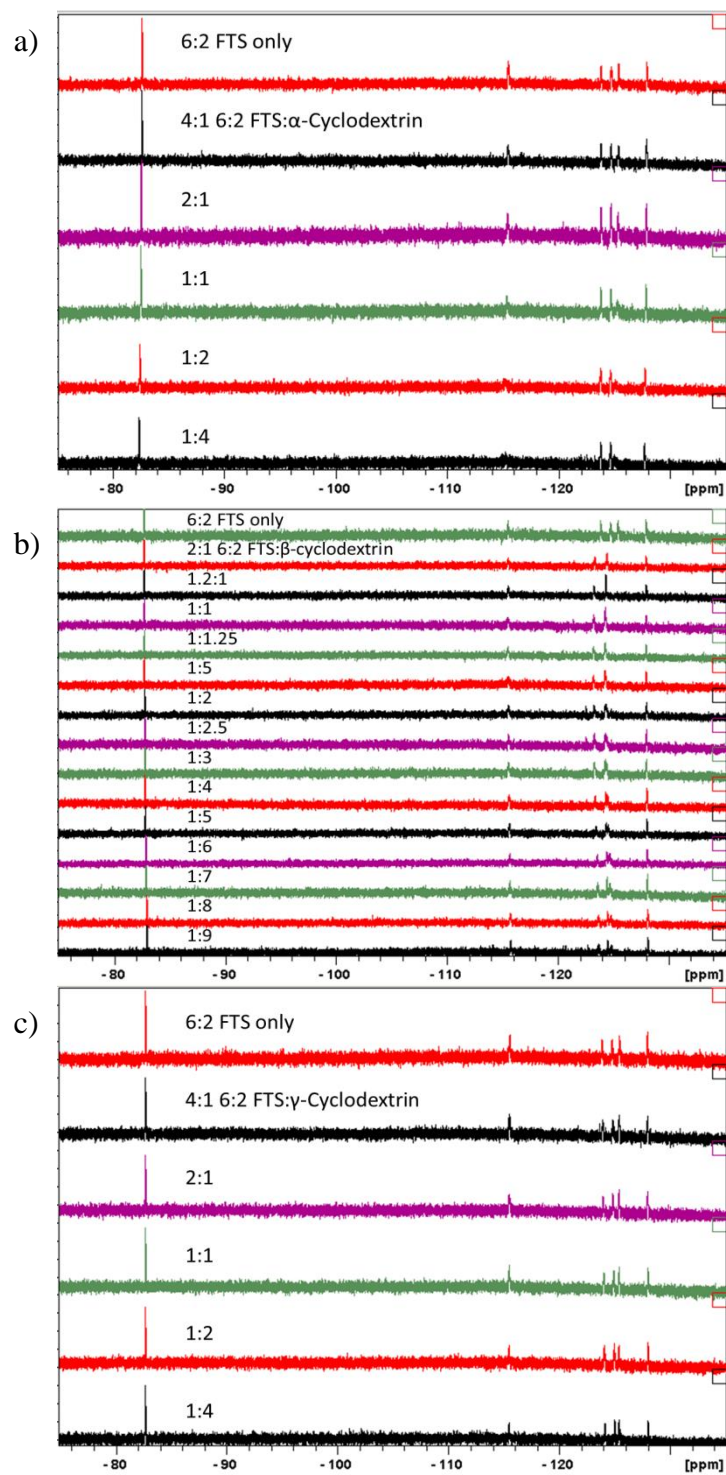 a)
6:2 FTS only
4:1 6:2 FTS:α-Cyclodextrin
2:1
1:1
1:2
1:4
-80 -90 -100 -110 -120 [ppm]
b)
6:2 FTS only
2:1 6:2 FTS:β-cyclodextrin
1.2:1
1:1
1:1.25
1:5
1:2
1:2.5
1:3
1:4
1:5
1:6
1:7
1:8
1:9
-80 -90 -100 -110 -120 [ppm]
c)
6:2 FTS only
4:1 6:2 FTS:γ-Cyclodextrin
2:1
1:1
1:2
1:4
-80 -90 -100 -110 -120 [ppm]